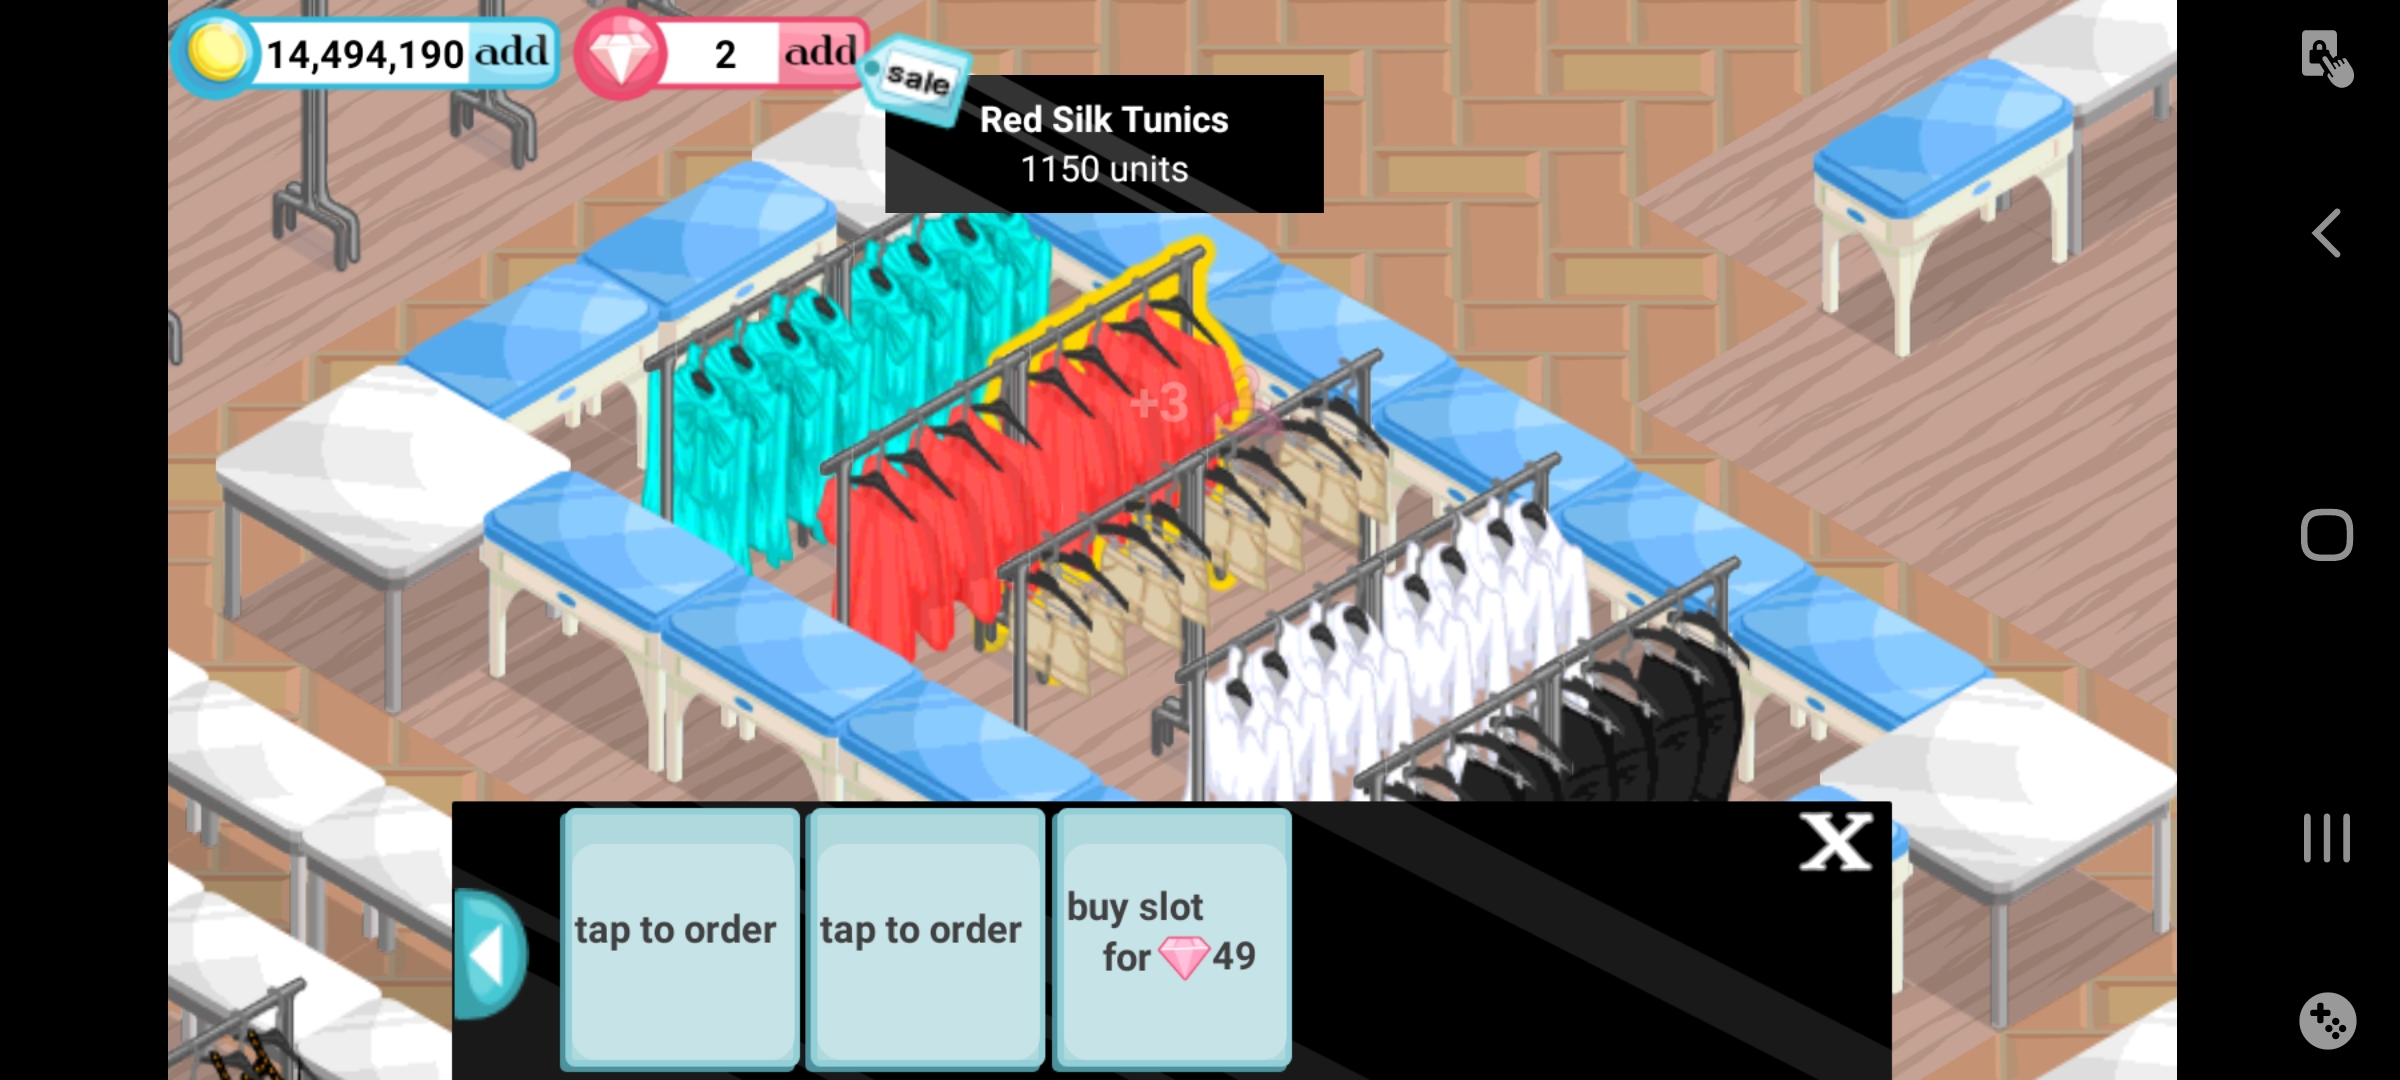 14,494,190 add
2 add
sale
Red Silk Tunics
1150 units
+3
tap to order
tap to order
buy slot
for 49
X